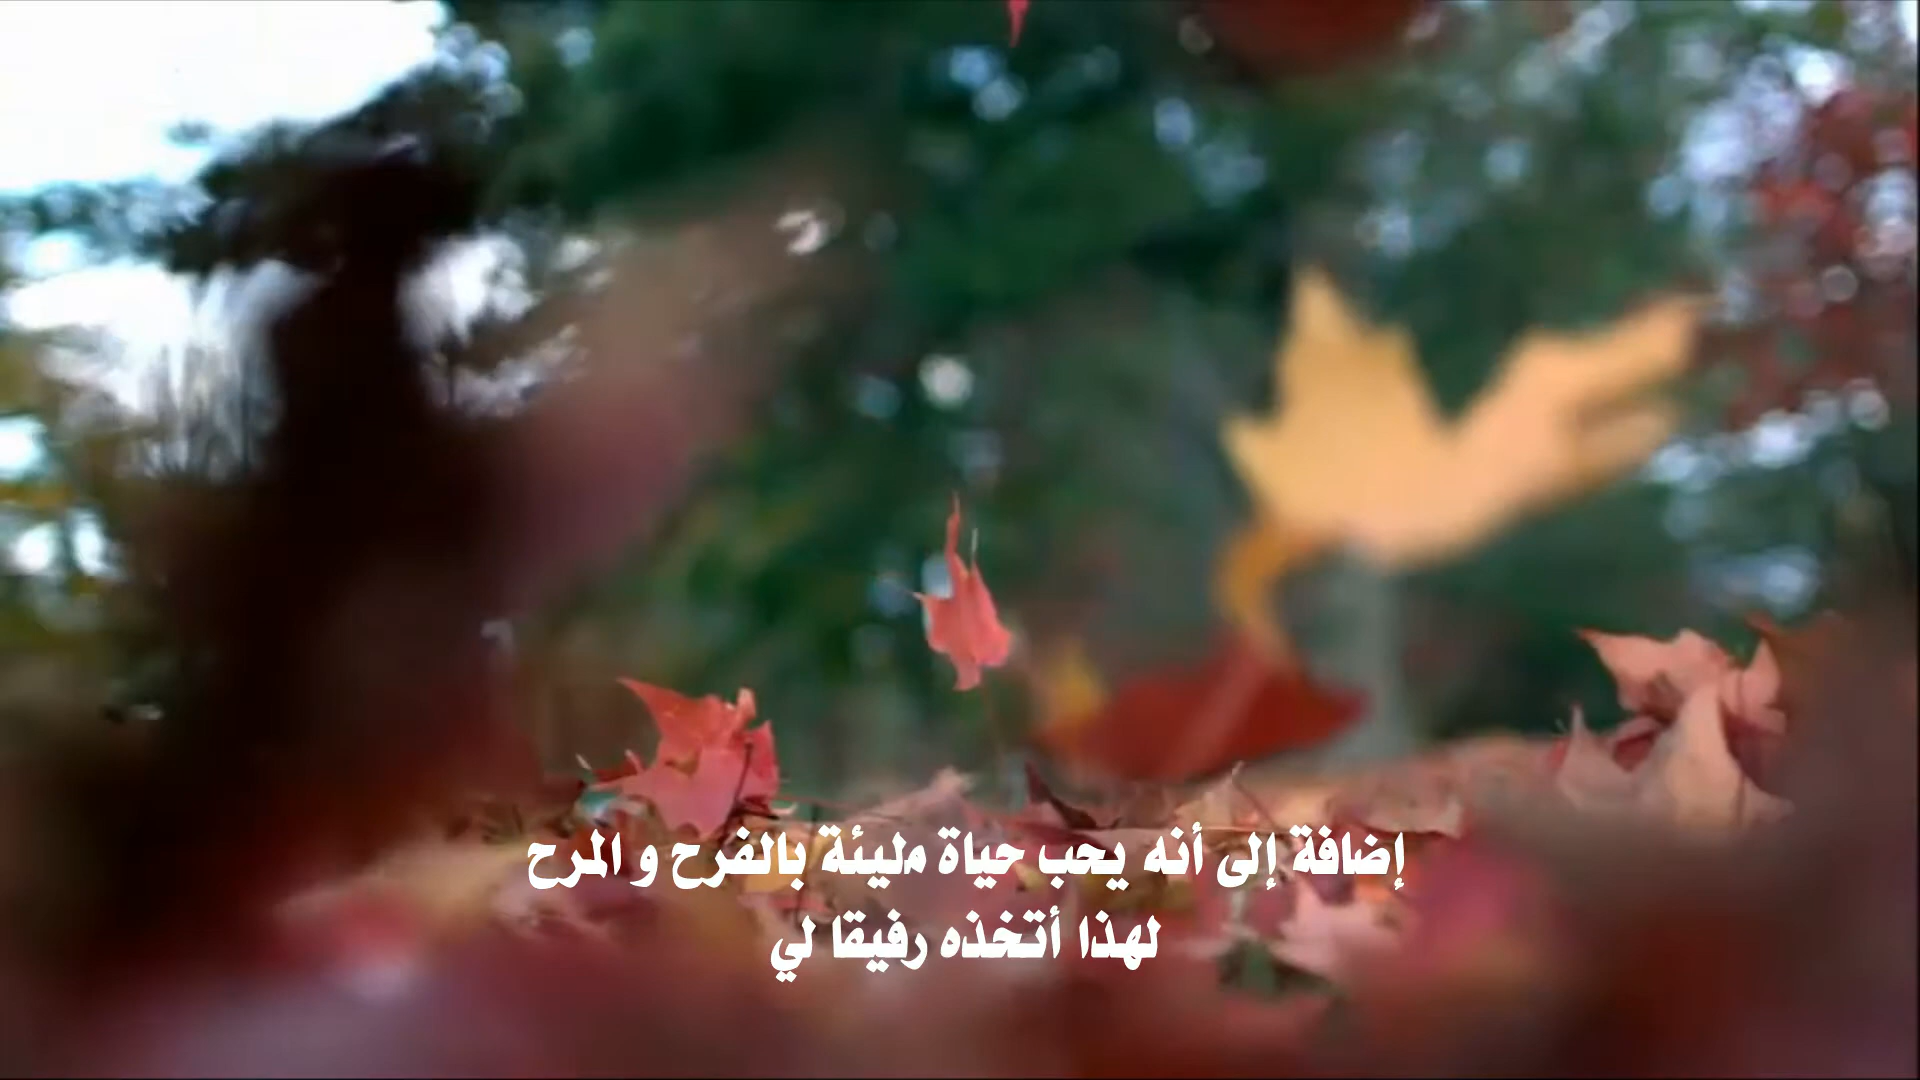 إضافة إلى أنه يحب حياة مليئة بالفرح و المرح
لهذا أتخذه رفيقا لي